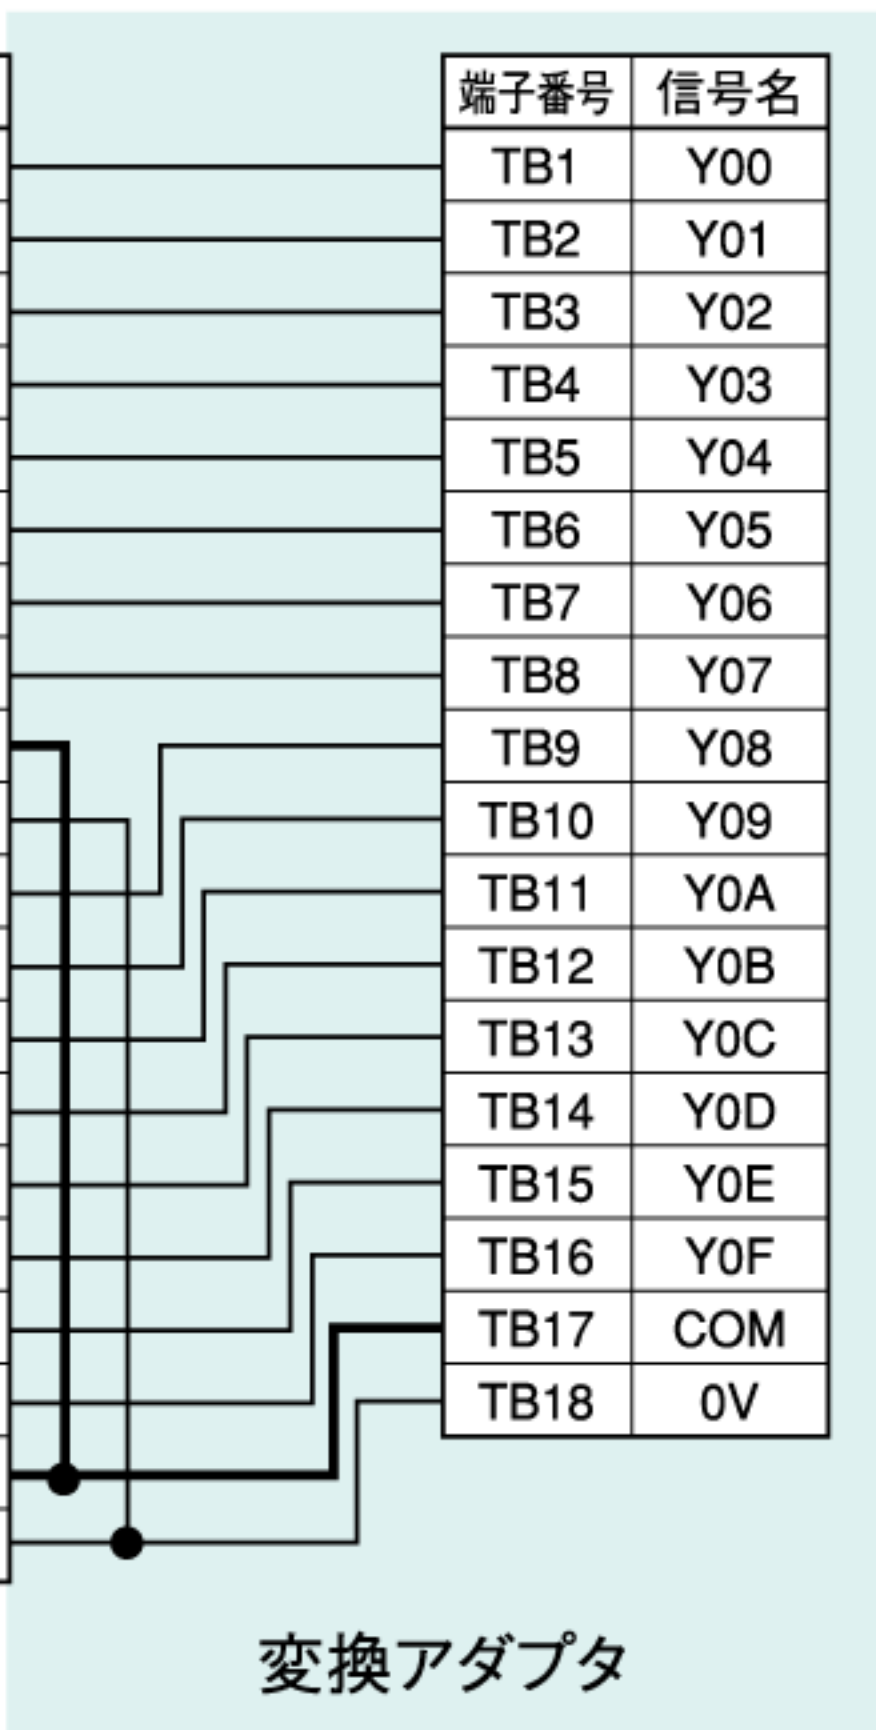 端子番号 信号名
TB1 Y00
TB2 Y01
TB3 Y02
TB4 Y03
TB5 Y04
TB6 Y05
TB7 Y06
TB8 Y07
TB9 Y08
TB10 Y09
TB11 Y0A
TB12 Y0B
TB13 Y0C
TB14 Y0D
TB15 Y0E
TB16 Y0F
TB17 COM
TB18 0V
変換アダプタ